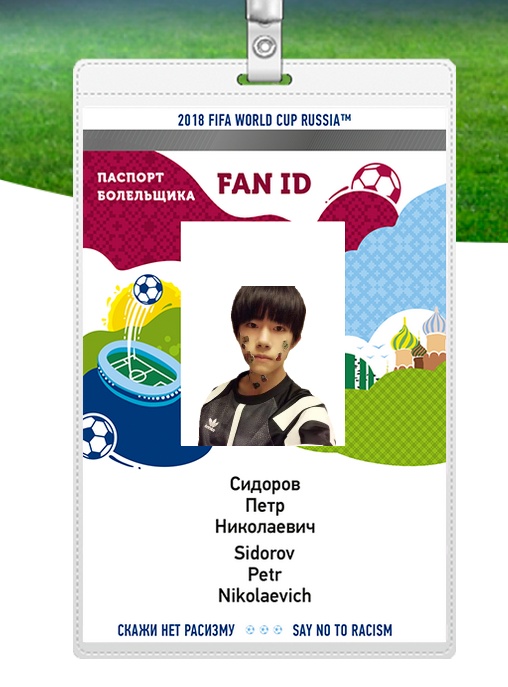 2018 FIFA WORLD CUP RUSSIA™
ПАСПОРТ
БОЛЕЛЬЩИКА
FAN ID
Сидоров
Петр
Николаевич
Sidorov
Petr
Nikolaevich
СКАЖИ НЕТ РАСИЗМУ SAY NO TO RACISM